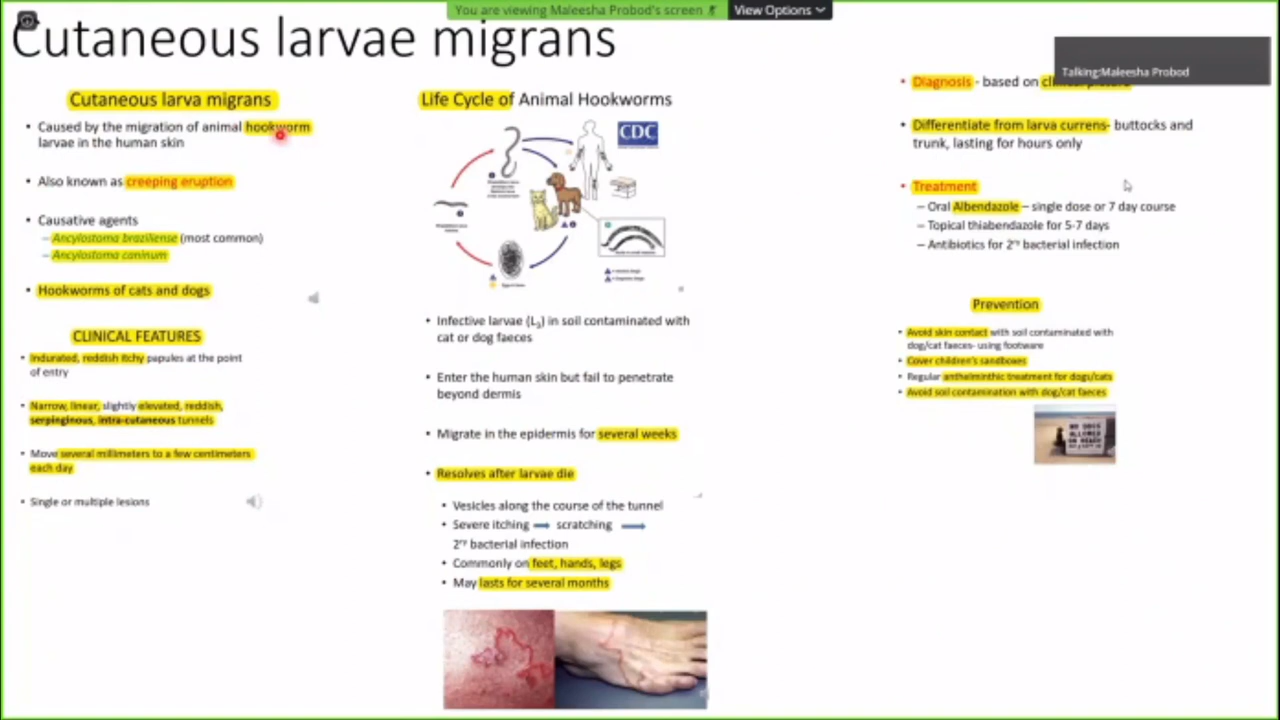 You are viewing Maleesha Probod's screen
View Options
Cutaneous larvae migrans
Talking:Maleesha Probod
Cutaneous larva migrans
• Caused by the migration of animal hookworm
larvae in the human skin
• Also known as creeping eruption
• Causative agents
– Ancylostoma braziliense (most common)
– Ancylostoma caninum
• Hookworms of cats and dogs
CLINICAL FEATURES
• Indurated, reddish itchy papules at the point
of entry
• Narrow, linear, slightly elevated, reddish,
serpinginous, intra-cutaneous tunnels
• Move several millimeters to a few centimeters
each day
• Single or multiple lesions
Life Cycle of Animal Hookworms
CDC
• Infective larvae (L3) in soil contaminated with
cat or dog faeces
• Enter the human skin but fail to penetrate
beyond dermis
• Migrate in the epidermis for several weeks
• Resolves after larvae die
• Vesicles along the course of the tunnel
• Severe itching → scratching →
2ry bacterial infection
• Commonly on feet, hands, legs
• May lasts for several months
• Diagnosis - based on
• Differentiate from larva currens- buttocks and
trunk, lasting for hours only
• Treatment
– Oral Albendazole – single dose or 7 day course
– Topical thiabendazole for 5-7 days
– Antibiotics for 2ry bacterial infection
Prevention
• Avoid skin contact with soil contaminated with
dog/cat faeces- using footware
• Cover children's sandboxes
• Regular anthelminthic treatment for dogs/cats
• Avoid soil contamination with dog/cat faeces
NO DOGS
ALLOWED
ON BEACH